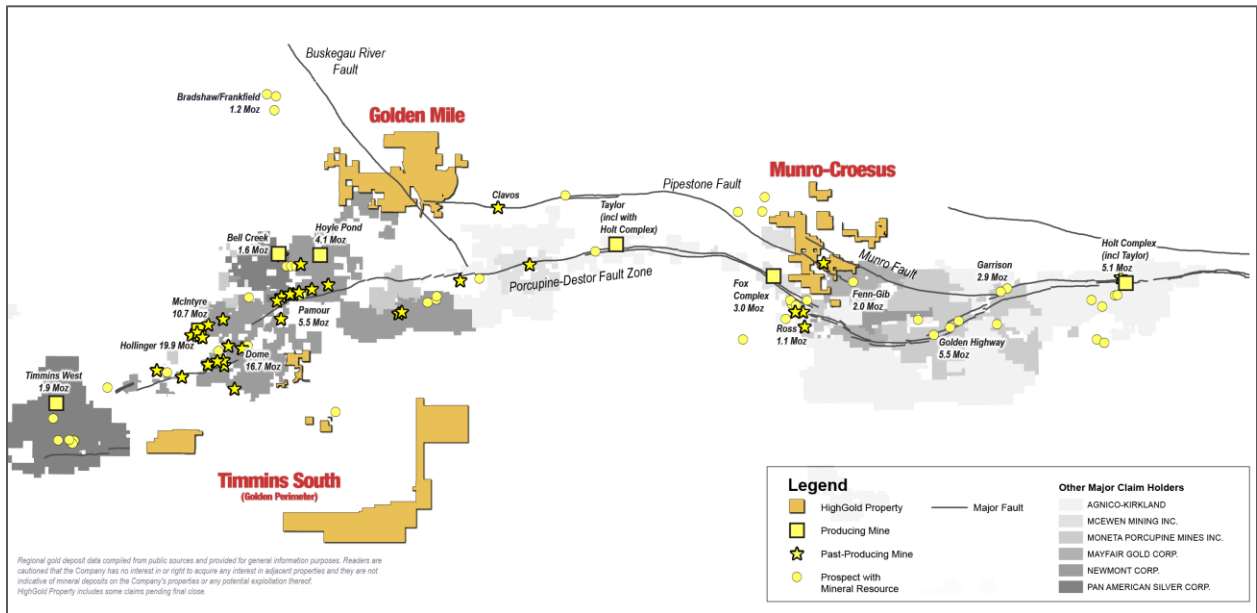 Buskegau River
Fault
Bradshaw/Frankfield
1.2 Moz
Golden Mile
Munro-Croesus
Clavos
Pipestone Fault
Taylor
(incl with
Holt Complex)
Hoyle Pond
4.1 Moz
Bell Creek
1.6 Moz
Holt Complex
(incl Taylor)
5.1 Moz
Porcupine-Destor Fault Zone
Munro Fault
Garrison
2.9 Moz
Fox
Complex
3.0 Moz
Fenn-Gib
2.0 Moz
McIntyre
10.7 Moz
Pamour
5.5 Moz
Ross
1.1 Moz
Golden Highway
5.5 Moz
Hollinger 19.9 Moz
Dome
16.7 Moz
Timmins West
1.9 Moz
Timmins South
(Golden Perimeter)
Legend
HighGold Property
Major Fault
Producing Mine
Past-Producing Mine
Prospect with
Mineral Resource
Other Major Claim Holders
AGNICO-KIRKLAND
MCEWEN MINING INC.
MONETA PORCUPINE MINES INC.
MAYFAIR GOLD CORP.
NEWMONT CORP.
PAN AMERICAN SILVER CORP.
Regional gold deposit data compiled from public sources and provided for general information purposes. Readers are
cautioned that the Company has no interest in or right to acquire any interest in adjacent properties and they are not
indicative of mineral deposits on the Company's properties or any potential exploitation thereof.
HighGold Property includes some claims pending final close.